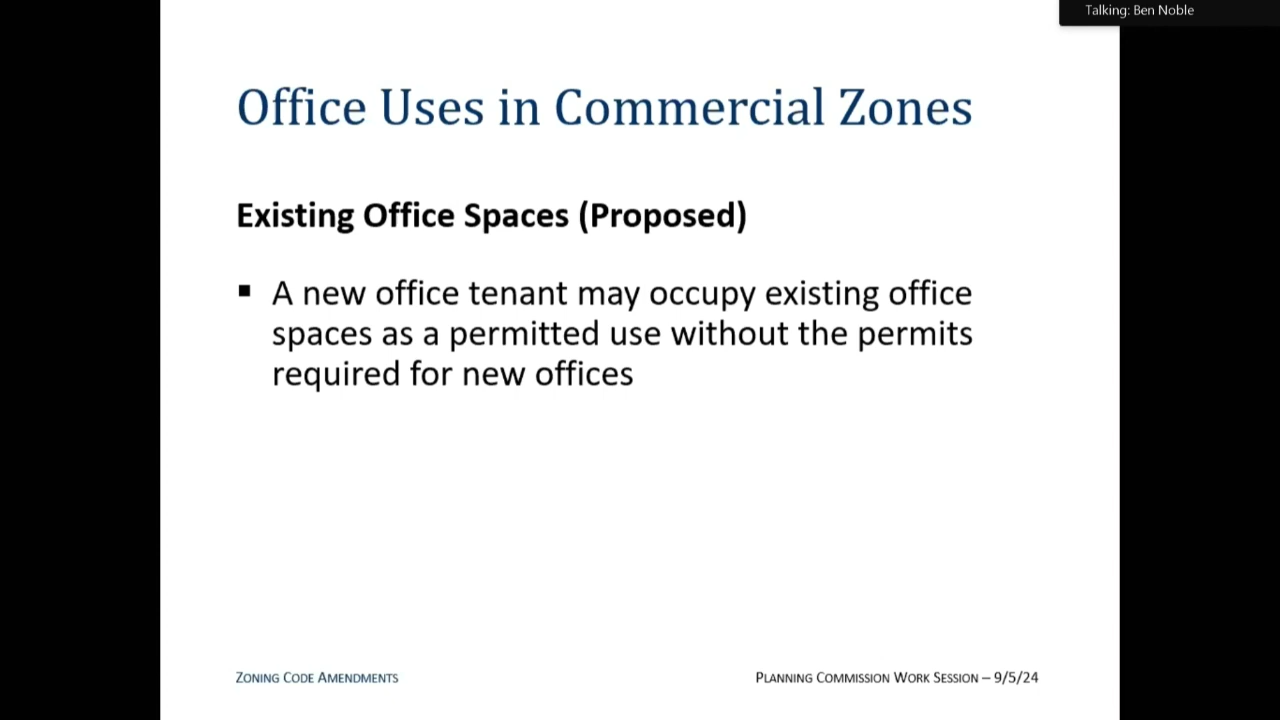 Talking: Ben Noble
Office Uses in Commercial Zones
Existing Office Spaces (Proposed)
▪ A new office tenant may occupy existing office
spaces as a permitted use without the permits
required for new offices
Zoning Code Amendments
Planning Commission Work Session – 9/5/24